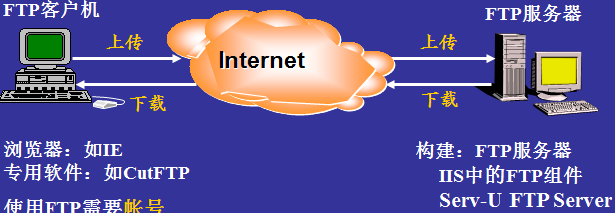 FTP客户机
FTP服务器
上传
上传
Internet
下载
下载
浏览器：如IE
专用软件：如CutFTP
使用FTP需要帐号
构建：FTP服务器
IIS中的FTP组件
Serv-U FTP Server